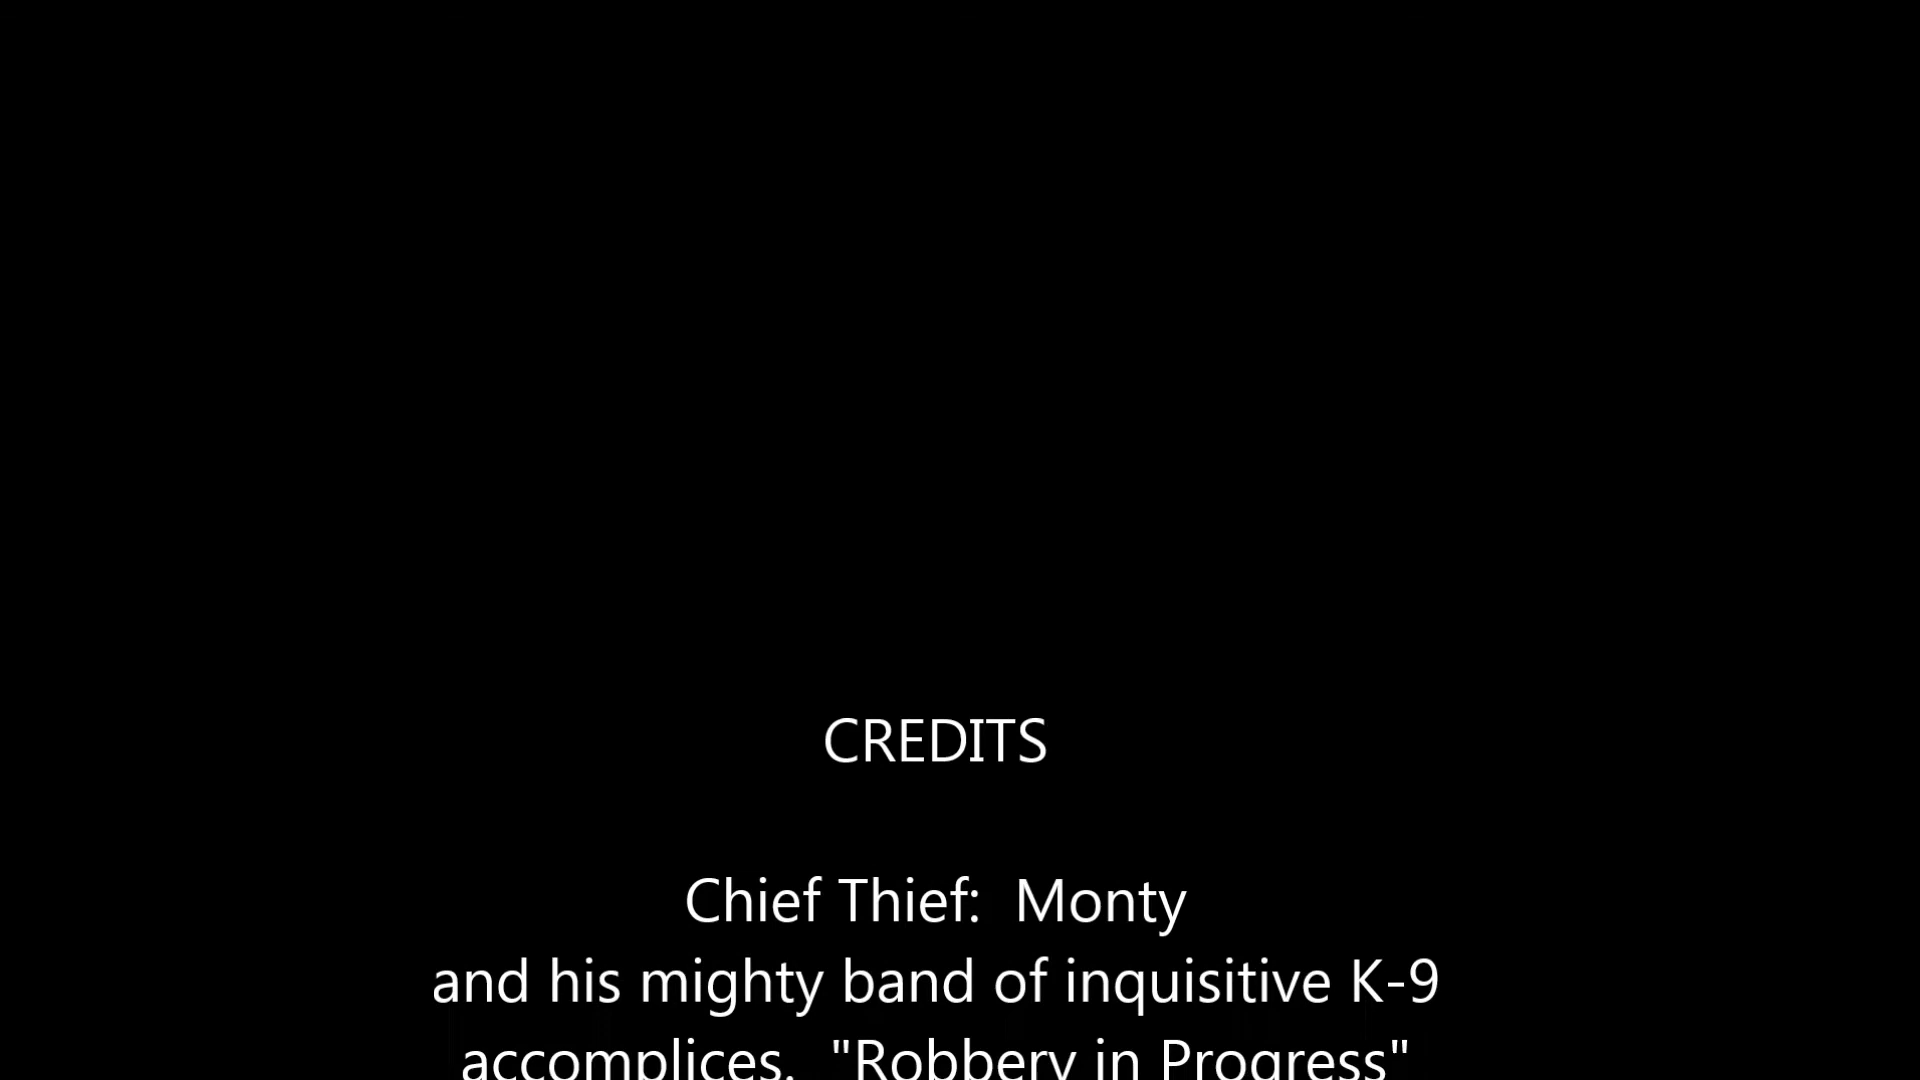 CREDITS
Chief Thief:  Monty
and his mighty band of inquisitive K-9
accomplices.  "Robbery in Progress"